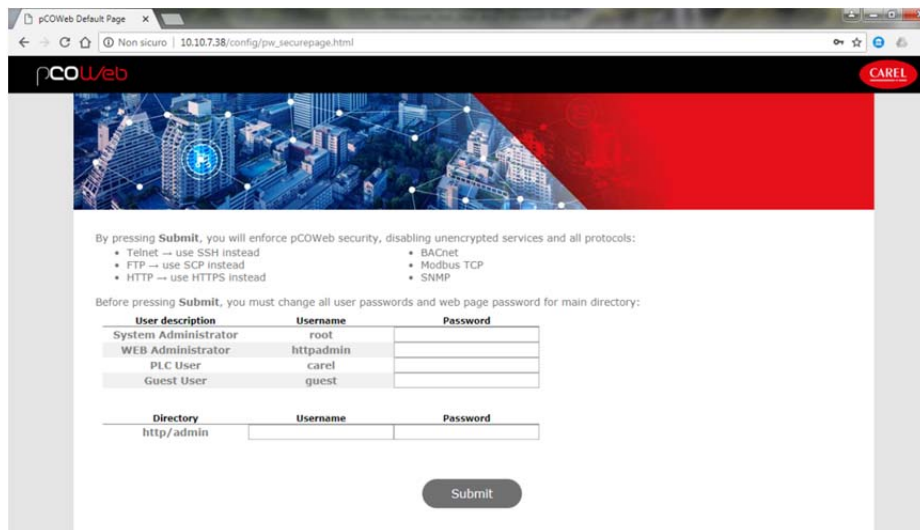 pCOWeb Default Page
Non sicuro | 10.10.7.38/config/pw_securepage.html
pCOWeb
CAREL
By pressing Submit, you will enforce pCOWeb security, disabling unencrypted services and all protocols:
• Telnet → use SSH instead • BACnet
• FTP → use SCP instead • Modbus TCP
• HTTP → use HTTPS instead • SNMP
Before pressing Submit, you must change all user passwords and web page password for main directory:
User description Username Password
System Administrator root
WEB Administrator httpadmin
PLC User carel
Guest User guest
Directory Username Password
http/admin
Submit